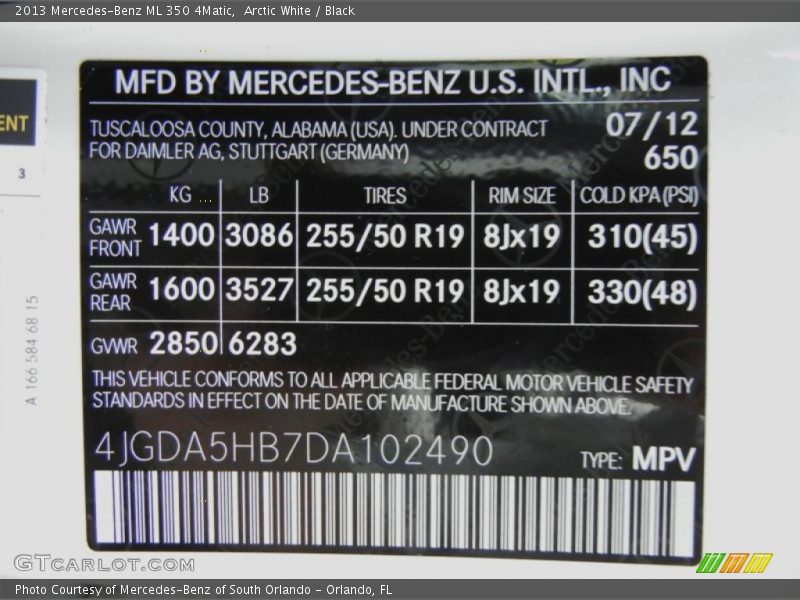 2013 Mercedes-Benz ML 350 4Matic, Arctic White / Black
MFD BY MERCEDES-BENZ U.S. INTL., INC
TUSCALOOSA COUNTY, ALABAMA (USA). UNDER CONTRACT 07/12
FOR DAIMLER AG, STUTTGART (GERMANY) 650
KG LB TIRES RIM SIZE COLD KPA (PSI)
GAWR FRONT 1400 3086 255/50 R19 8Jx19 310(45)
GAWR REAR 1600 3527 255/50 R19 8Jx19 330(48)
GVWR 2850 6283
THIS VEHICLE CONFORMS TO ALL APPLICABLE FEDERAL MOTOR VEHICLE SAFETY
STANDARDS IN EFFECT ON THE DATE OF MANUFACTURE SHOWN ABOVE.
4JGDA5HB7DA102490 TYPE: MPV
ENT
3
A 166 584 68 15
GTCARLOT.COM
Photo Courtesy of Mercedes-Benz of South Orlando - Orlando, FL